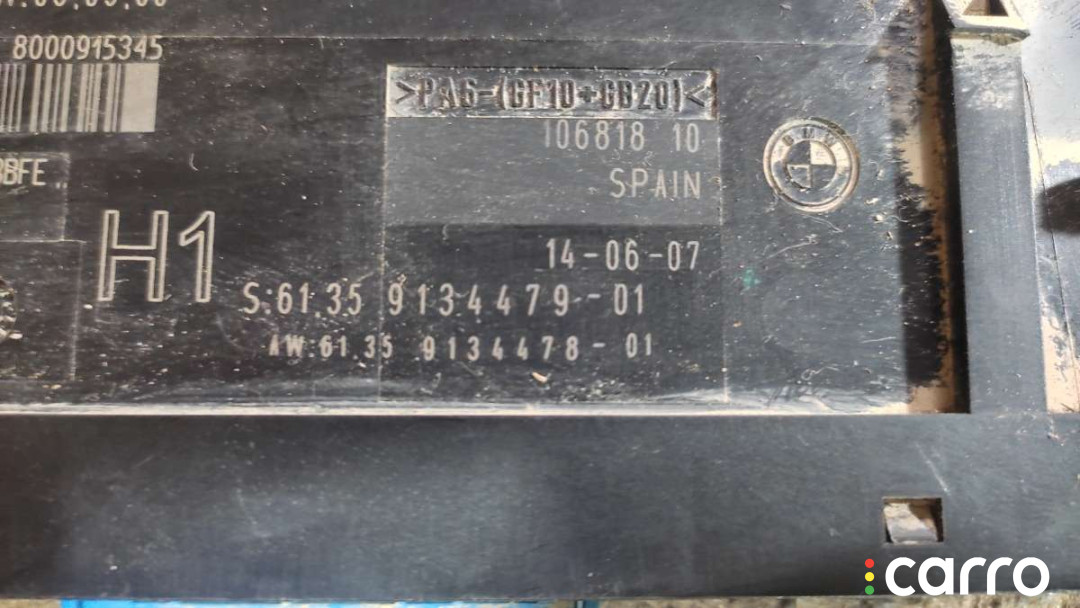 8000915345
>PA6-(GF10+GB20)<
106818 10
SPAIN
BMW
BFE
H1
14-06-07
S:61.35 9134479-01
AW:61.35 9134478-01
carro